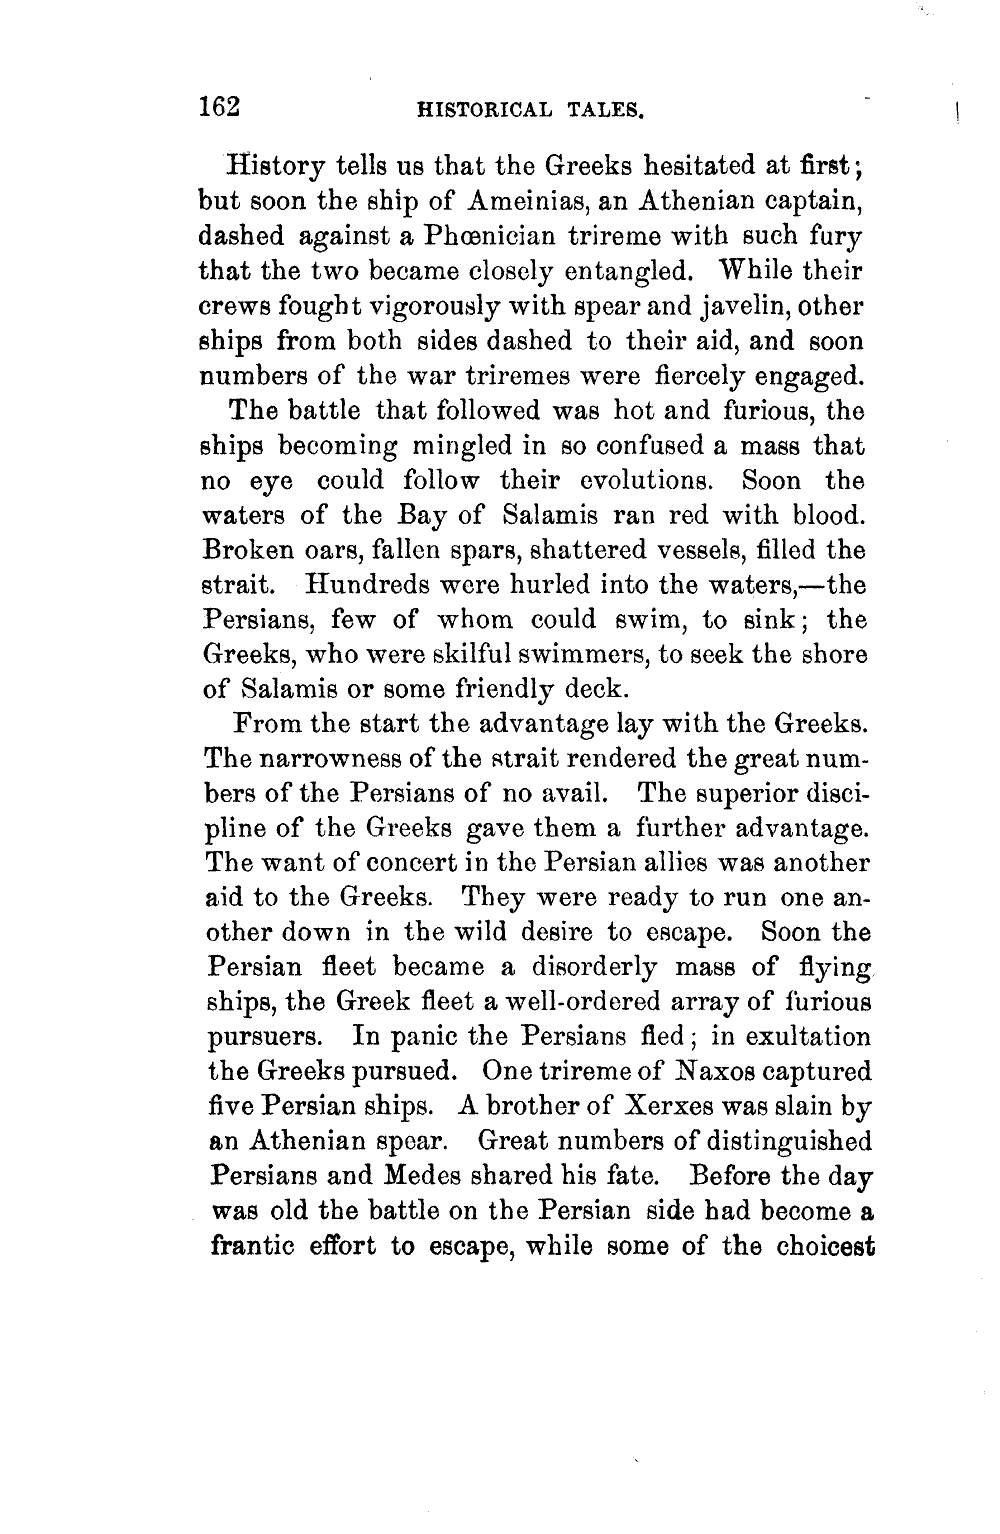 162 HISTORICAL TALES.
History tells us that the Greeks hesitated at first;
but soon the ship of Ameinias, an Athenian captain,
dashed against a Phœnician trireme with such fury
that the two became closely entangled. While their
crews fought vigorously with spear and javelin, other
ships from both sides dashed to their aid, and soon
numbers of the war triremes were fiercely engaged.
The battle that followed was hot and furious, the
ships becoming mingled in so confused a mass that
no eye could follow their evolutions. Soon the
waters of the Bay of Salamis ran red with blood.
Broken oars, fallen spars, shattered vessels, filled the
strait. Hundreds were hurled into the waters,—the
Persians, few of whom could swim, to sink; the
Greeks, who were skilful swimmers, to seek the shore
of Salamis or some friendly deck.
From the start the advantage lay with the Greeks.
The narrowness of the strait rendered the great num-
bers of the Persians of no avail. The superior disci-
pline of the Greeks gave them a further advantage.
The want of concert in the Persian allies was another
aid to the Greeks. They were ready to run one an-
other down in the wild desire to escape. Soon the
Persian fleet became a disorderly mass of flying
ships, the Greek fleet a well-ordered array of furious
pursuers. In panic the Persians fled; in exultation
the Greeks pursued. One trireme of Naxos captured
five Persian ships. A brother of Xerxes was slain by
an Athenian spear. Great numbers of distinguished
Persians and Medes shared his fate. Before the day
was old the battle on the Persian side had become a
frantic effort to escape, while some of the choicest